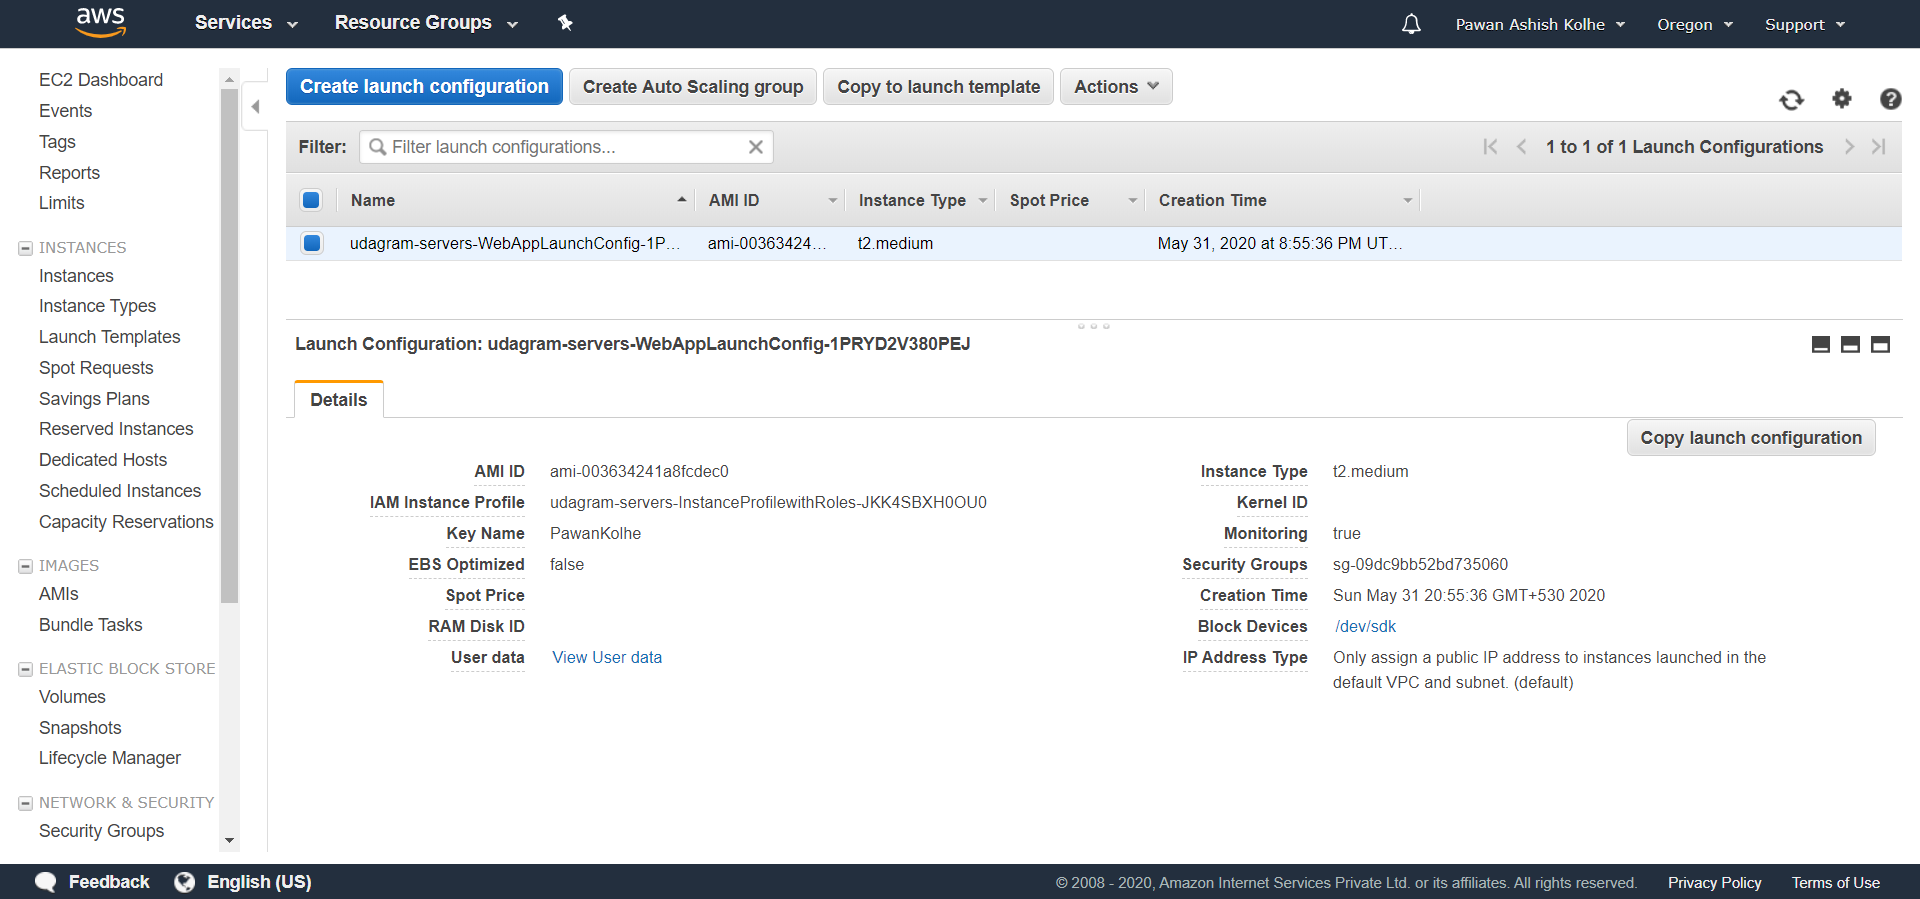 aws Services Resource Groups Pawan Ashish Kolhe Oregon Support
EC2 Dashboard
Events
Tags
Reports
Limits
INSTANCES
Instances
Instance Types
Launch Templates
Spot Requests
Savings Plans
Reserved Instances
Dedicated Hosts
Scheduled Instances
Capacity Reservations
IMAGES
AMIs
Bundle Tasks
ELASTIC BLOCK STORE
Volumes
Snapshots
Lifecycle Manager
NETWORK & SECURITY
Security Groups
Create launch configuration Create Auto Scaling group Copy to launch template Actions
Filter: Filter launch configurations... 1 to 1 of 1 Launch Configurations
Name AMI ID Instance Type Spot Price Creation Time
udagram-servers-WebAppLaunchConfig-1P... ami-00363424... t2.medium May 31, 2020 at 8:55:36 PM UT...
Launch Configuration: udagram-servers-WebAppLaunchConfig-1PRYD2V380PEJ
Details
Copy launch configuration
AMI ID ami-003634241a8fcdec0
IAM Instance Profile udagram-servers-InstanceProfilewithRoles-JKK4SBXH0OU0
Key Name PawanKolhe
EBS Optimized false
Spot Price
RAM Disk ID
User data View User data
Instance Type t2.medium
Kernel ID
Monitoring true
Security Groups sg-09dc9bb52bd735060
Creation Time Sun May 31 20:55:36 GMT+530 2020
Block Devices /dev/sdk
IP Address Type Only assign a public IP address to instances launched in the
default VPC and subnet. (default)
Feedback English (US) © 2008 - 2020, Amazon Internet Services Private Ltd. or its affiliates. All rights reserved. Privacy Policy Terms of Use